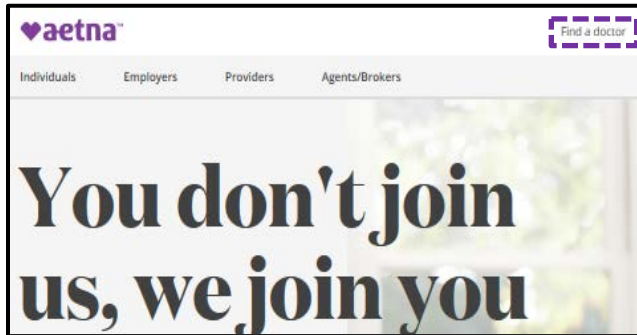 aetna™
Find a doctor
Individuals Employers Providers Agents/Brokers
You don't join
us, we join you